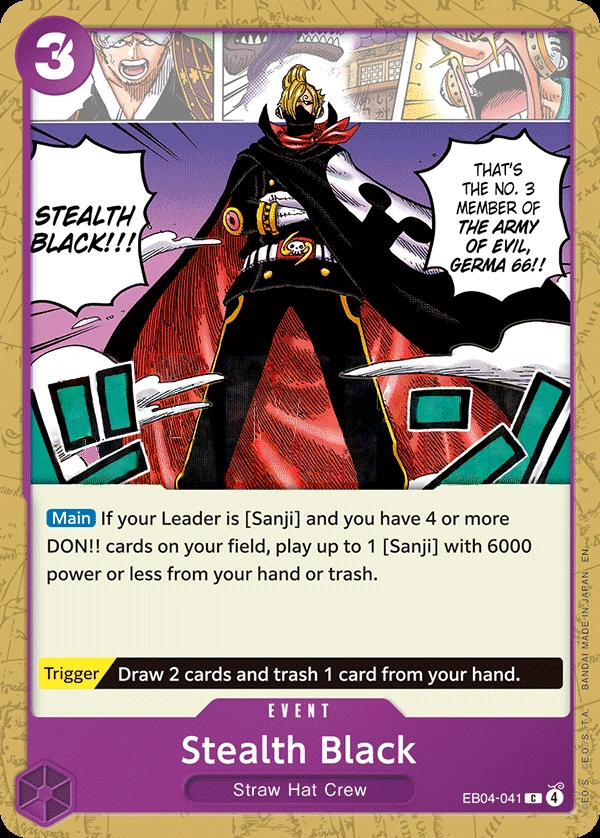 3
STEALTH
BLACK!!!
THAT'S
THE NO. 3
MEMBER OF
THE ARMY
OF EVIL,
GERMA 66!!
Main If your Leader is [Sanji] and you have 4 or more
DON!! cards on your field, play up to 1 [Sanji] with 6000
power or less from your hand or trash.
Trigger Draw 2 cards and trash 1 card from your hand.
EVENT
Stealth Black
Straw Hat Crew
EB04-041 C 4
BANDAI MADE IN JAPAN EN